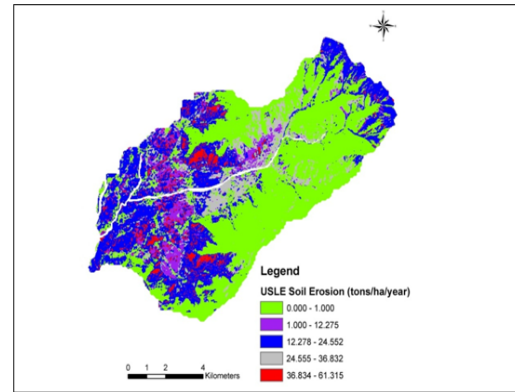 Legend
USLE Soil Erosion (tons/ha/year)
0.000 - 1.000
1.000 - 12.275
12.278 - 24.552
24.555 - 36.832
36.834 - 61.315
0 1 2 4
Kilometers